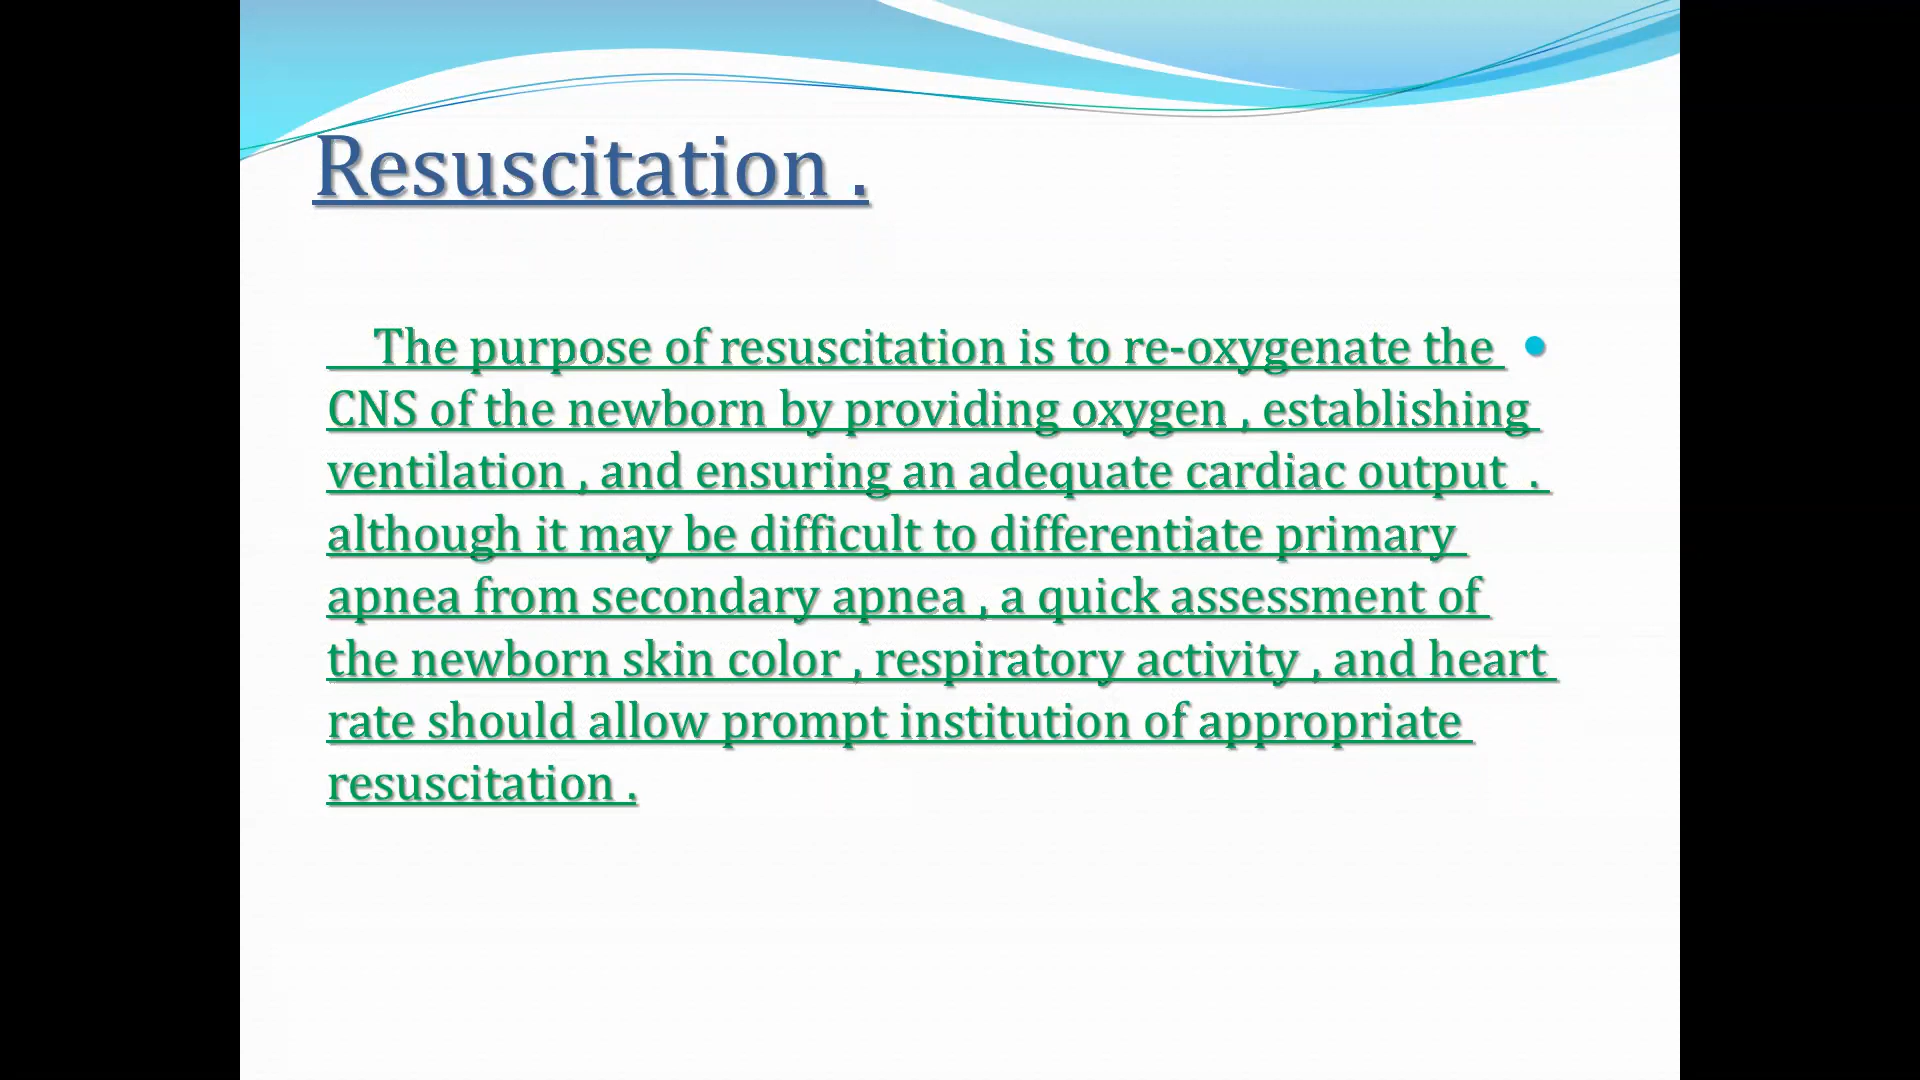 Resuscitation .
The purpose of resuscitation is to re-oxygenate the
CNS of the newborn by providing oxygen , establishing
ventilation , and ensuring an adequate cardiac output .
although it may be difficult to differentiate primary
apnea from secondary apnea , a quick assessment of
the newborn skin color , respiratory activity , and heart
rate should allow prompt institution of appropriate
resuscitation .